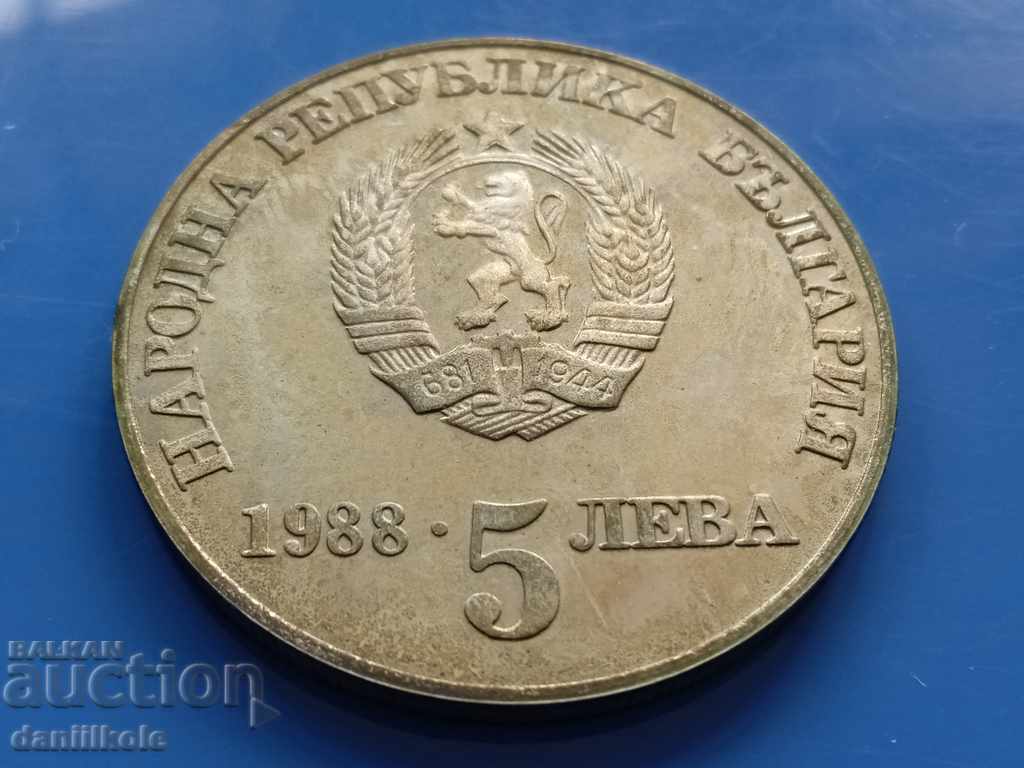 НАРОДНА РЕПУБЛИКА БЪЛГАРИЯ
681 1944
1988 · 5 ЛЕВА
BALKAN
auction
daniilkole